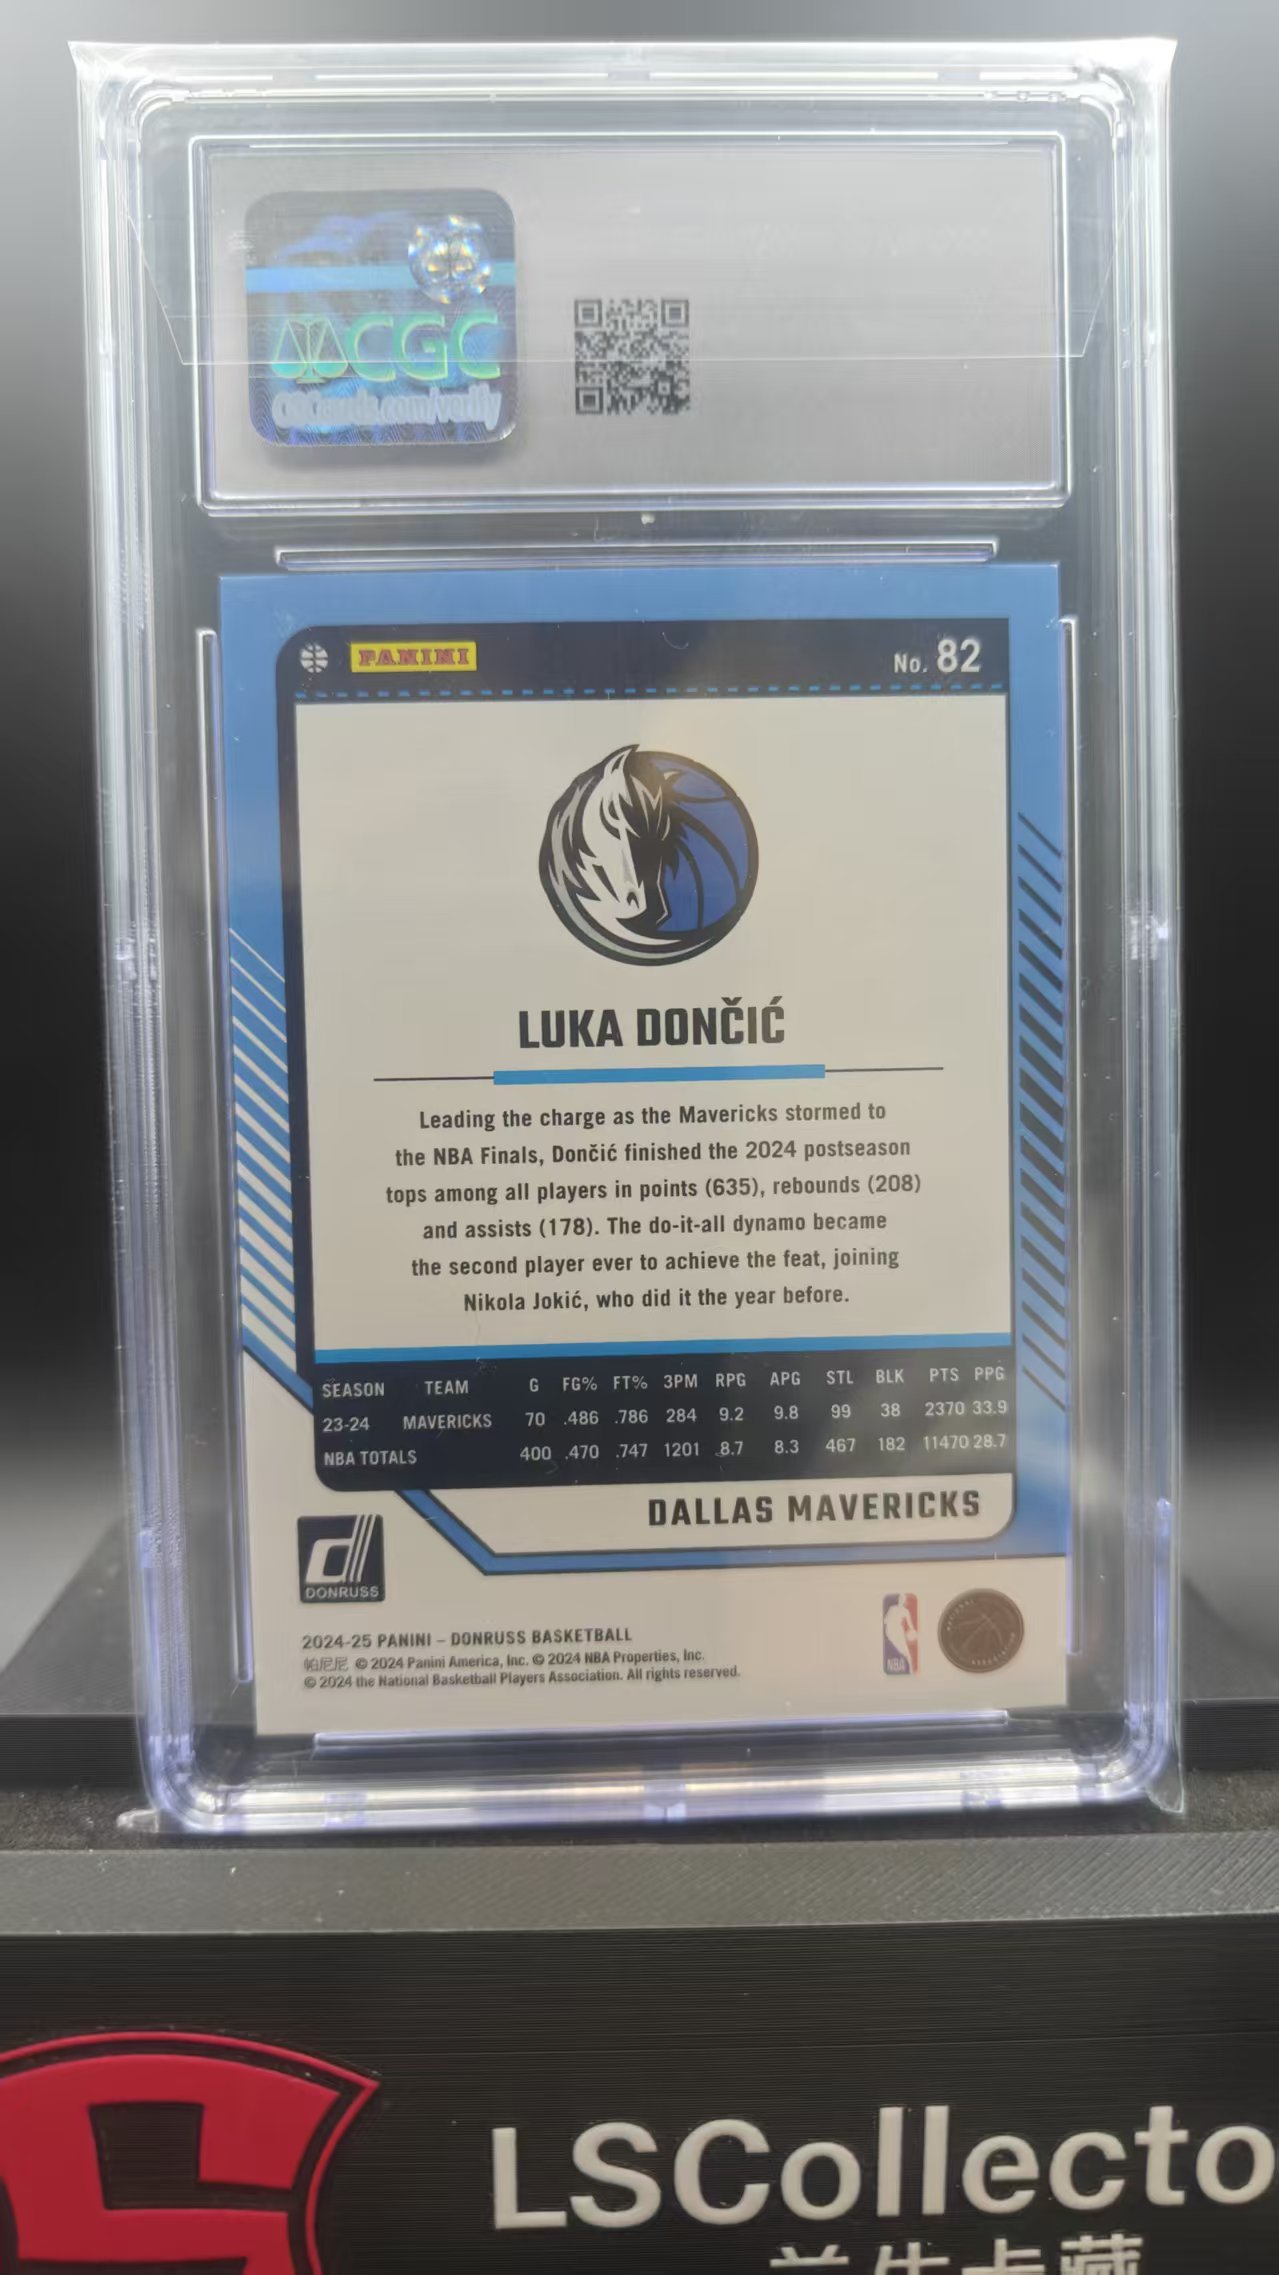 CGC
CGCcards.com/verify
PANINI
No. 82
LUKA DONČIĆ
Leading the charge as the Mavericks stormed to
the NBA Finals, Dončić finished the 2024 postseason
tops among all players in points (635), rebounds (208)
and assists (178). The do-it-all dynamo became
the second player ever to achieve the feat, joining
Nikola Jokić, who did it the year before.
SEASON TEAM G FG% FT% 3PM RPG APG STL BLK PTS PPG
23-24 MAVERICKS 70 .486 .786 284 9.2 9.8 99 38 2370 33.9
NBA TOTALS 400 .470 .747 1201 8.7 8.3 467 182 11470 28.7
DALLAS MAVERICKS
d
DONRUSS
2024-25 PANINI – DONRUSS BASKETBALL
帕尼尼 © 2024 Panini America, Inc. © 2024 NBA Properties, Inc.
© 2024 the National Basketball Players Association. All rights reserved.
NBA
LSCollecto